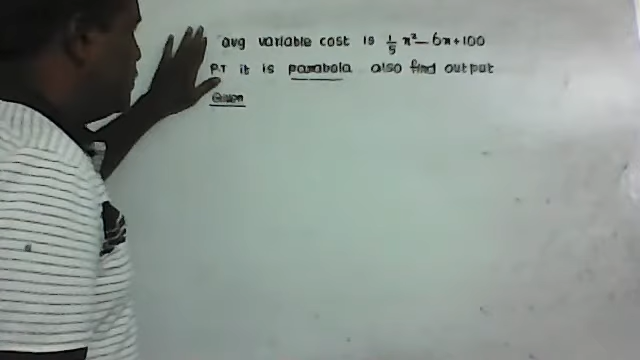 avg variable cost is 1/5 x² - 6x + 100
P.T it is parabola also find output
Given